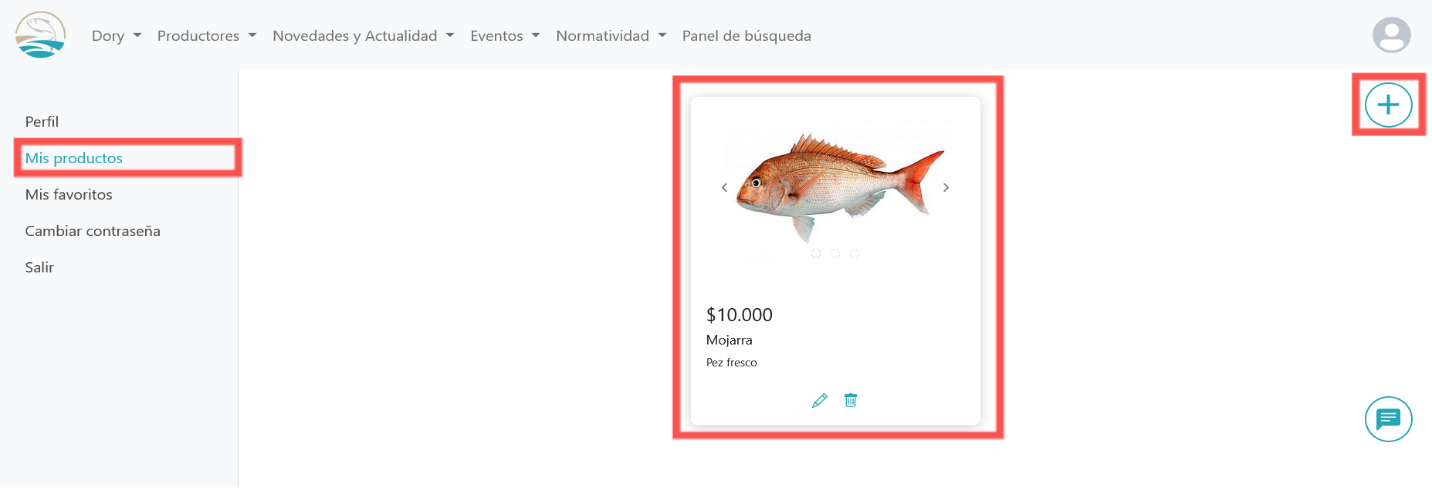 Dory Productores Novedades y Actualidad Eventos Normatividad Panel de búsqueda
Perfil
Mis productos
Mis favoritos
Cambiar contraseña
Salir
$10.000
Mojarra
Pez fresco